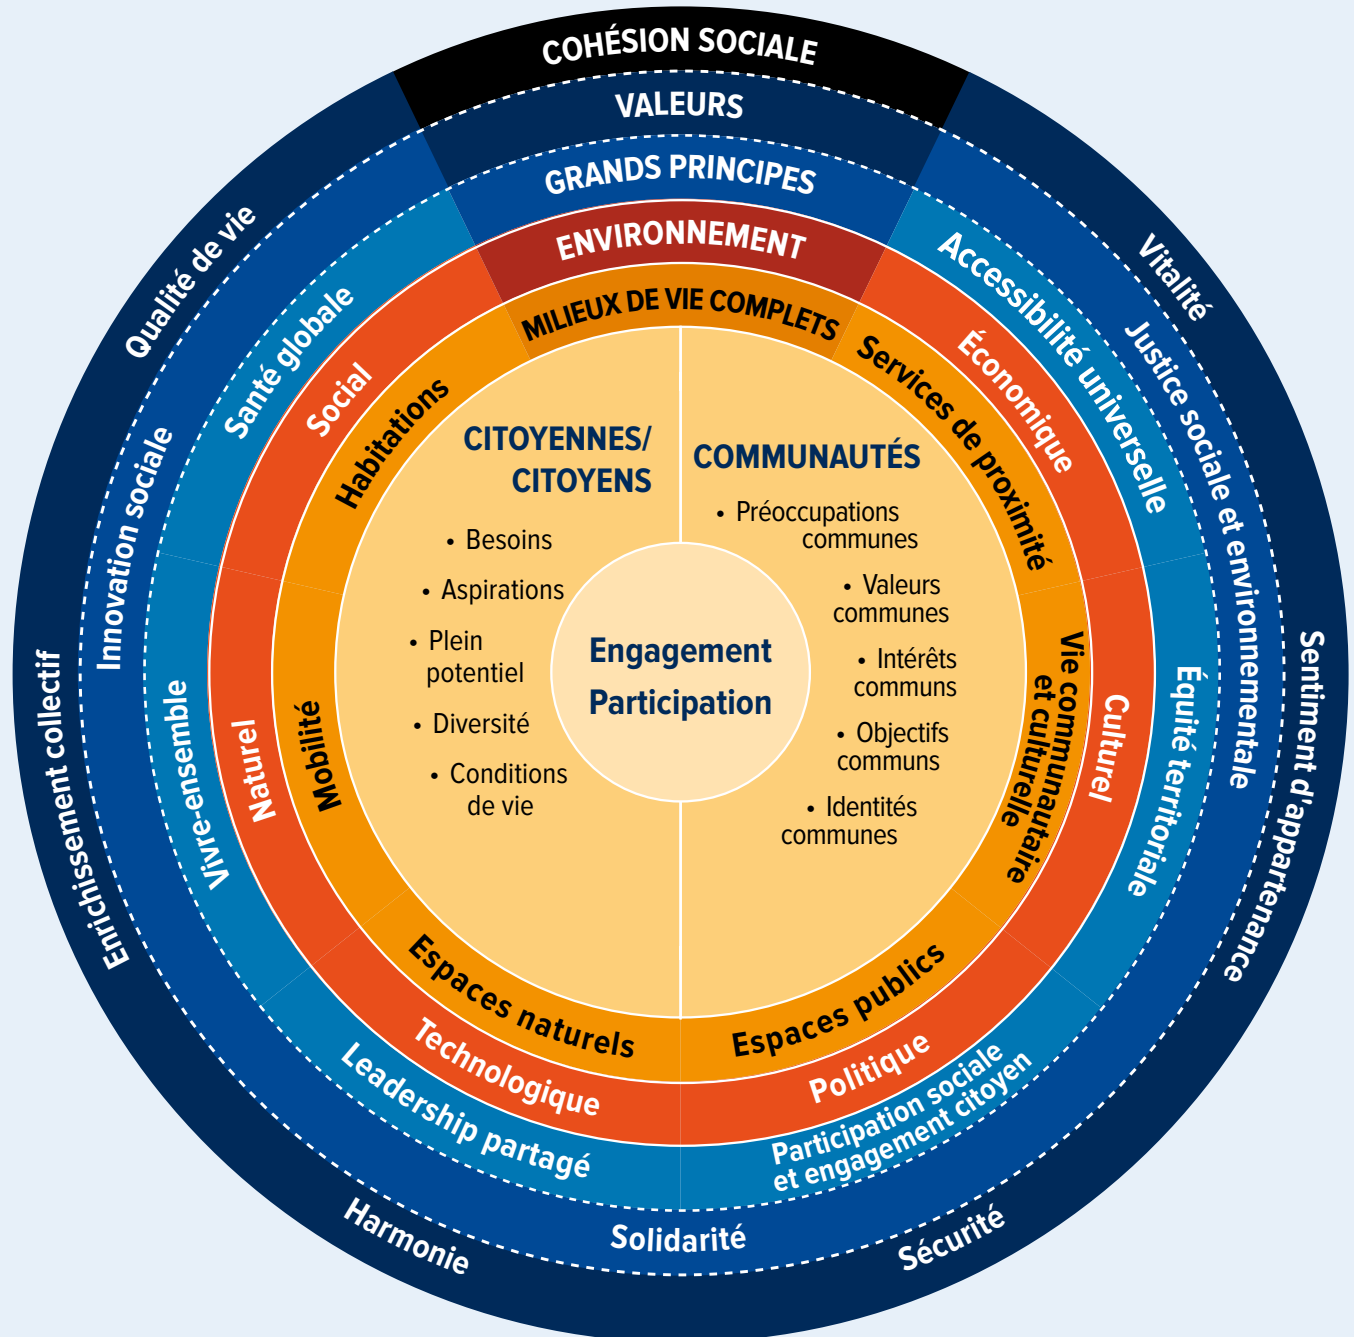 COHÉSION SOCIALE
VALEURS
GRANDS PRINCIPES
ENVIRONNEMENT
MILIEUX DE VIE COMPLETS
Qualité de vie
Vitalité
Enrichissement collectif
Sentiment d'appartenance
Harmonie
Sécurité
Innovation sociale
Justice sociale et environnementale
Solidarité
Santé globale
Accessibilité universelle
Vivre-ensemble
Équité territoriale
Leadership partagé
Participation sociale
et engagement citoyen
Social
Économique
Naturel
Culturel
Technologique
Politique
Habitations
Services de proximité
Mobilité
Vie communautaire
et culturelle
Espaces naturels
Espaces publics
CITOYENNES/
CITOYENS
• Besoins
• Aspirations
• Plein
potentiel
• Diversité
• Conditions
de vie
COMMUNAUTÉS
• Préoccupations
communes
• Valeurs
communes
• Intérêts
communs
• Objectifs
communs
• Identités
communes
Engagement
Participation